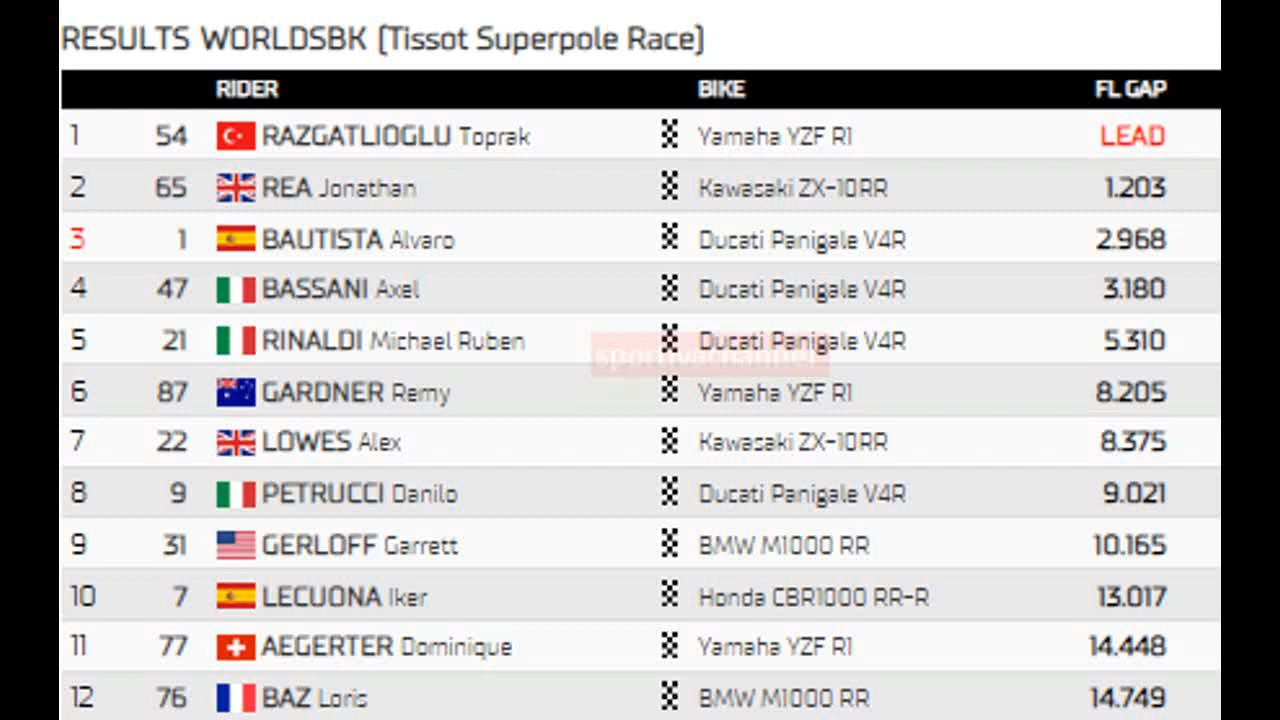 RESULTS WORLDSBK (Tissot Superpole Race)
RIDER BIKE FL GAP
1 54 RAZGATLIOGLU Toprak Yamaha YZF R1 LEAD
2 65 REA Jonathan Kawasaki ZX-10RR 1.203
3 1 BAUTISTA Alvaro Ducati Panigale V4R 2.968
4 47 BASSANI Axel Ducati Panigale V4R 3.180
5 21 RINALDI Michael Ruben Ducati Panigale V4R 5.310
6 87 GARDNER Remy Yamaha YZF R1 8.205
7 22 LOWES Alex Kawasaki ZX-10RR 8.375
8 9 PETRUCCI Danilo Ducati Panigale V4R 9.021
9 31 GERLOFF Garrett BMW M1000 RR 10.165
10 7 LECUONA Iker Honda CBR1000 RR-R 13.017
11 77 AEGERTER Dominique Yamaha YZF R1 14.448
12 76 BAZ Loris BMW M1000 RR 14.749